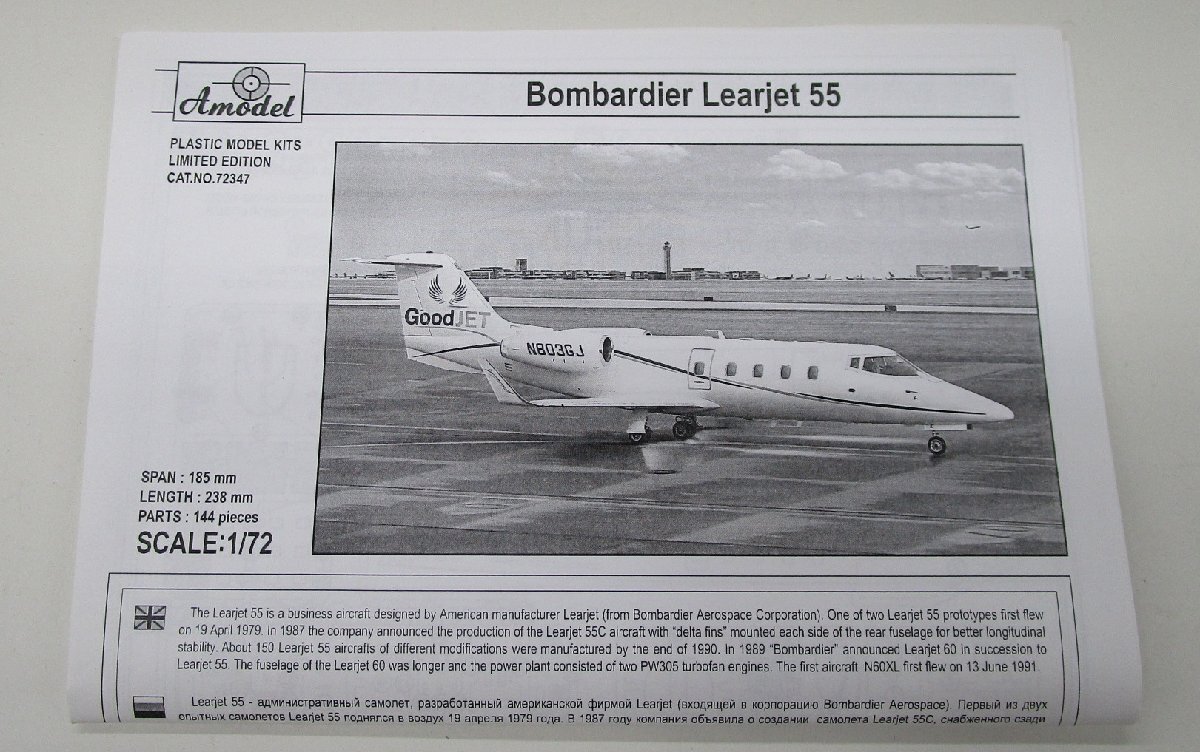 Amodel
Bombardier Learjet 55
PLASTIC MODEL KITS
LIMITED EDITION
CAT.NO.72347
GoodJET
N803GJ
SPAN : 185 mm
LENGTH : 238 mm
PARTS : 144 pieces
SCALE:1/72
The Learjet 55 is a business aircraft designed by American manufacturer Learjet (from Bombardier Aerospace Corporation). One of two Learjet 55 prototypes first flew
on 19 April 1979. In 1987 the company announced the production of the Learjet 55C aircraft with "delta fins" mounted each side of the rear fuselage for better longitudinal
stability. About 150 Learjet 55 aircrafts of different modifications were manufactured by the end of 1990. In 1989 "Bombardier" announced Learjet 60 in succession to
Learjet 55. The fuselage of the Learjet 60 was longer and the power plant consisted of two PW305 turbofan engines. The first aircraft N60XL first flew on 13 June 1991.
Learjet 55 - административный самолет, разработанный американской фирмой Learjet (входящей в корпорацию Bombardier Aerospace). Первый из двух
опытных самолетов Learjet 55 поднялся в воздух 19 апреля 1979 года. В 1987 году компания объявила о создании самолета Learjet 55C, снабженного сзади